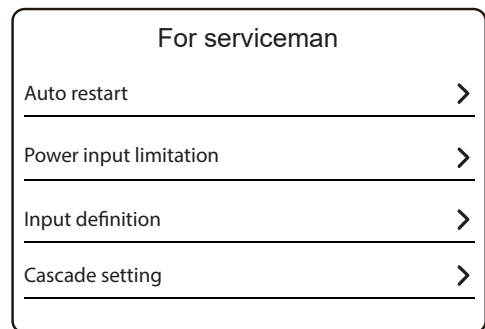 For serviceman
Auto restart
Power input limitation
Input definition
Cascade setting